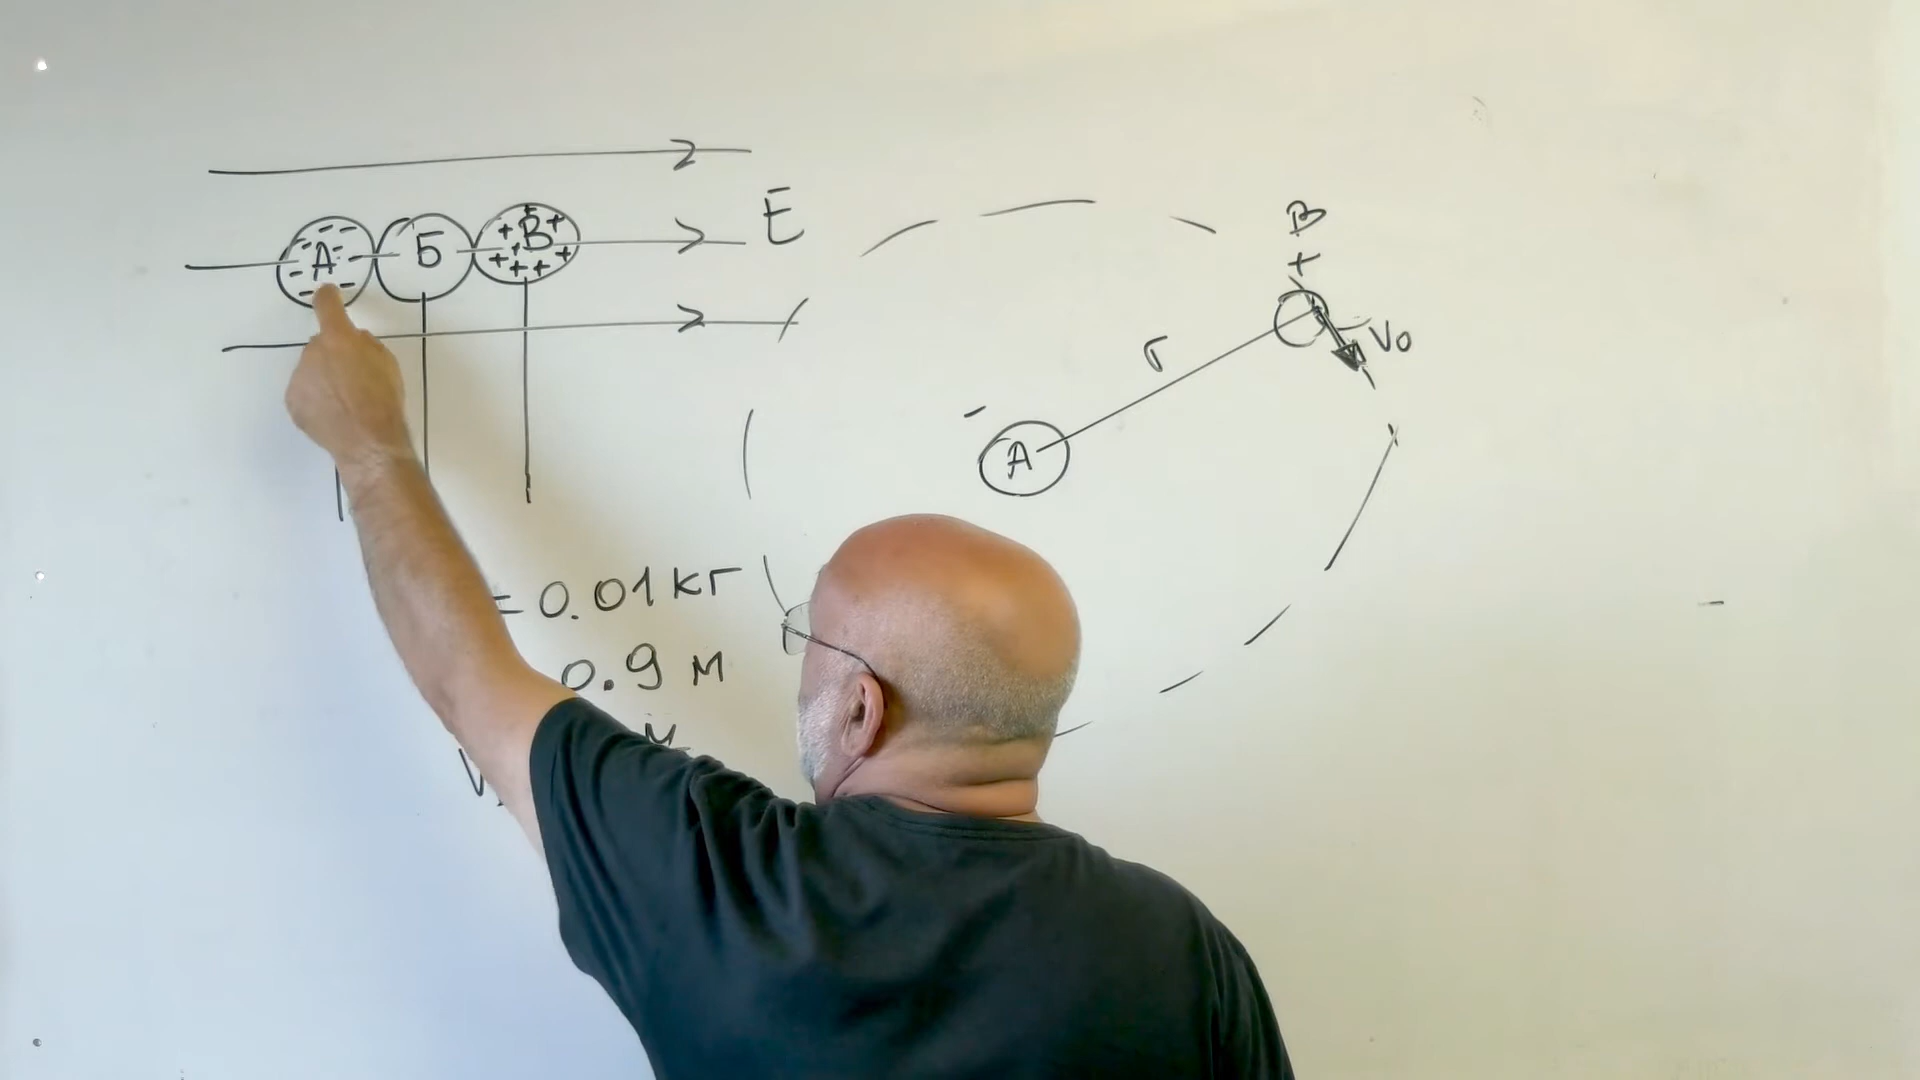 E
А Б В
В
+
V₀
r
-
А
= 0.01 кг
0.9 м
м
V